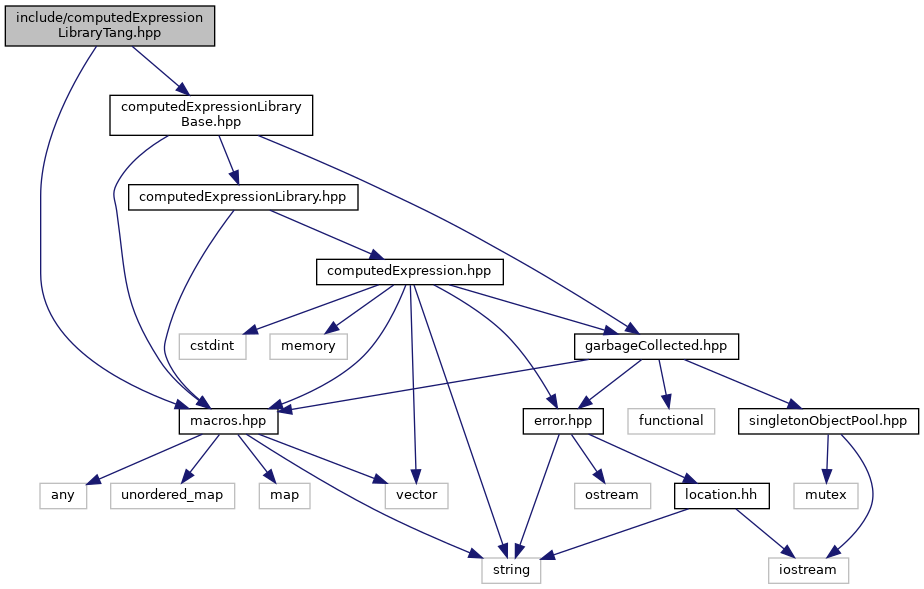 include/computedExpression
LibraryTang.hpp
computedExpressionLibrary
Base.hpp
computedExpressionLibrary.hpp
computedExpression.hpp
cstdint
memory
garbageCollected.hpp
macros.hpp
error.hpp
functional
singletonObjectPool.hpp
any
unordered_map
map
vector
ostream
location.hh
mutex
string
iostream